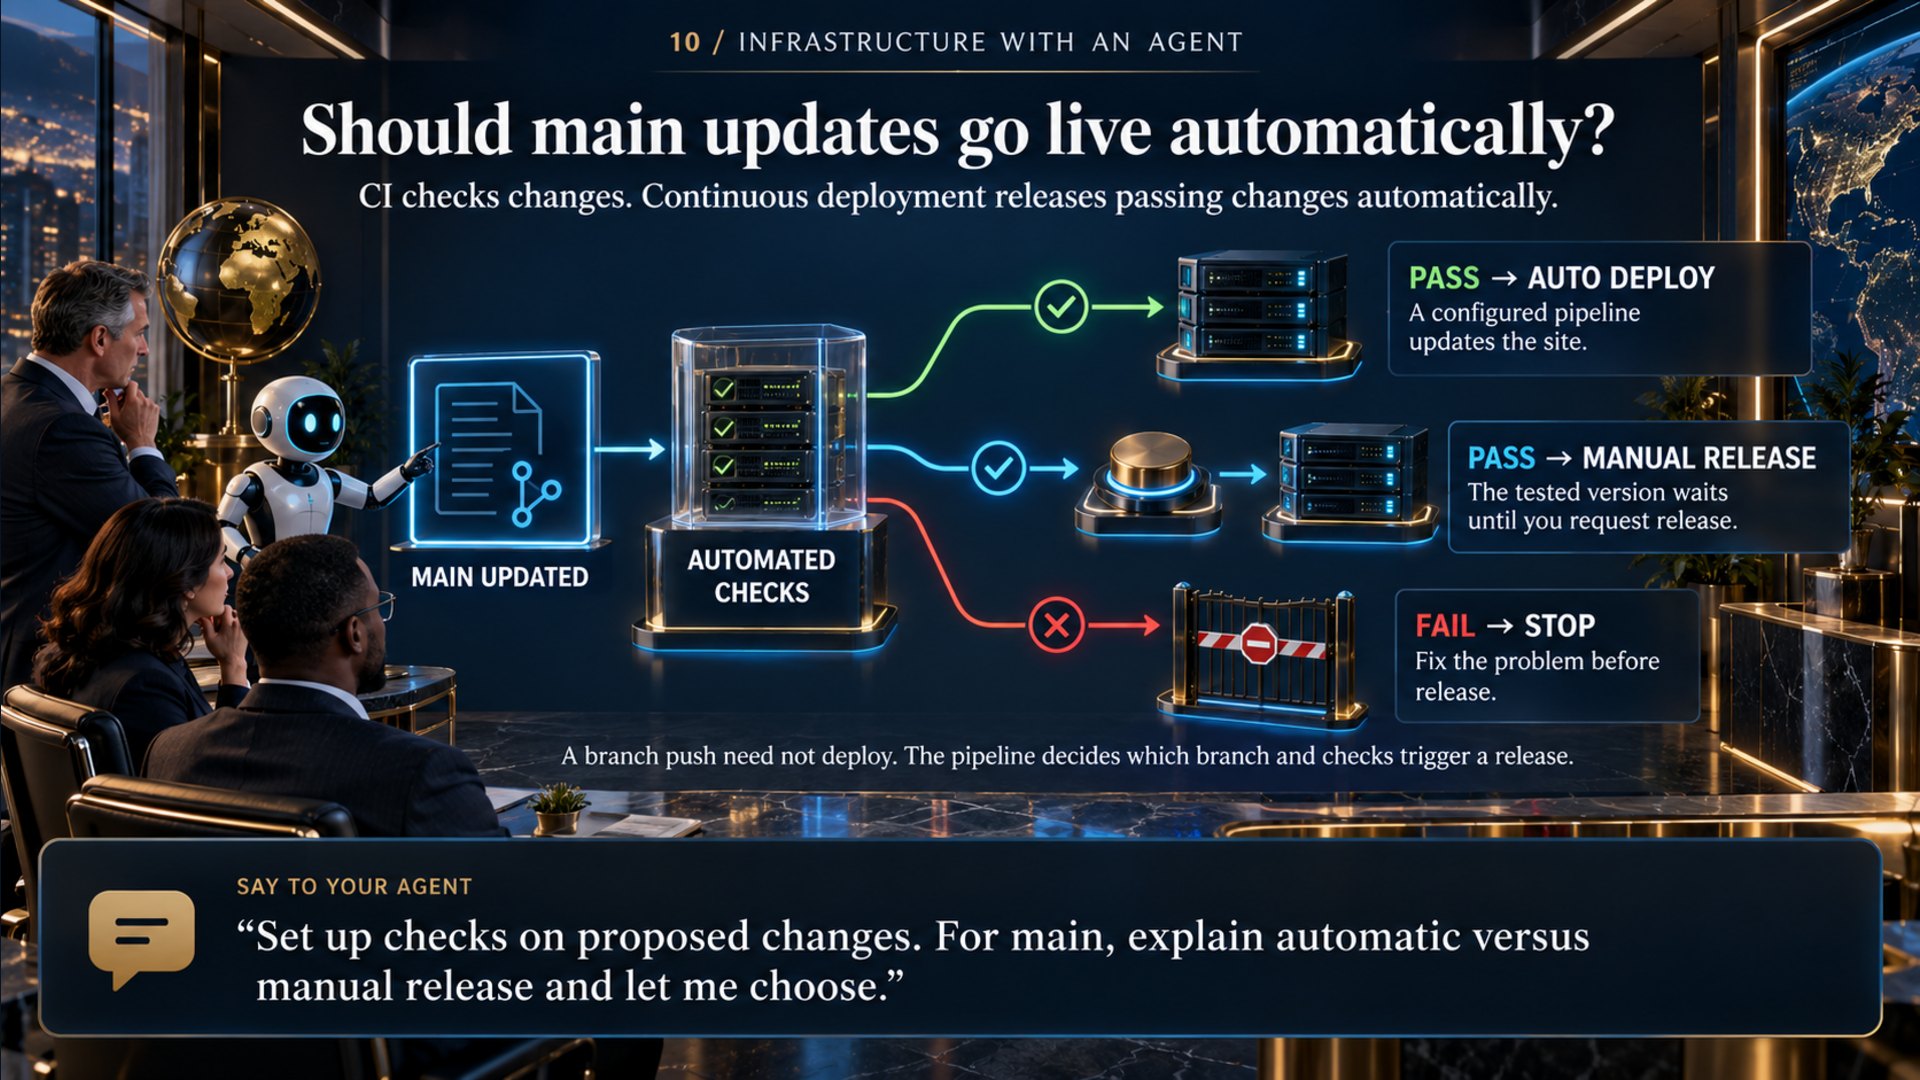 10 / INFRASTRUCTURE WITH AN AGENT
Should main updates go live automatically?
CI checks changes. Continuous deployment releases passing changes automatically.
MAIN UPDATED
AUTOMATED
CHECKS
PASS → AUTO DEPLOY
A configured pipeline
updates the site.
PASS → MANUAL RELEASE
The tested version waits
until you request release.
FAIL → STOP
Fix the problem before
release.
A branch push need not deploy. The pipeline decides which branch and checks trigger a release.
SAY TO YOUR AGENT
“Set up checks on proposed changes. For main, explain automatic versus
manual release and let me choose.”